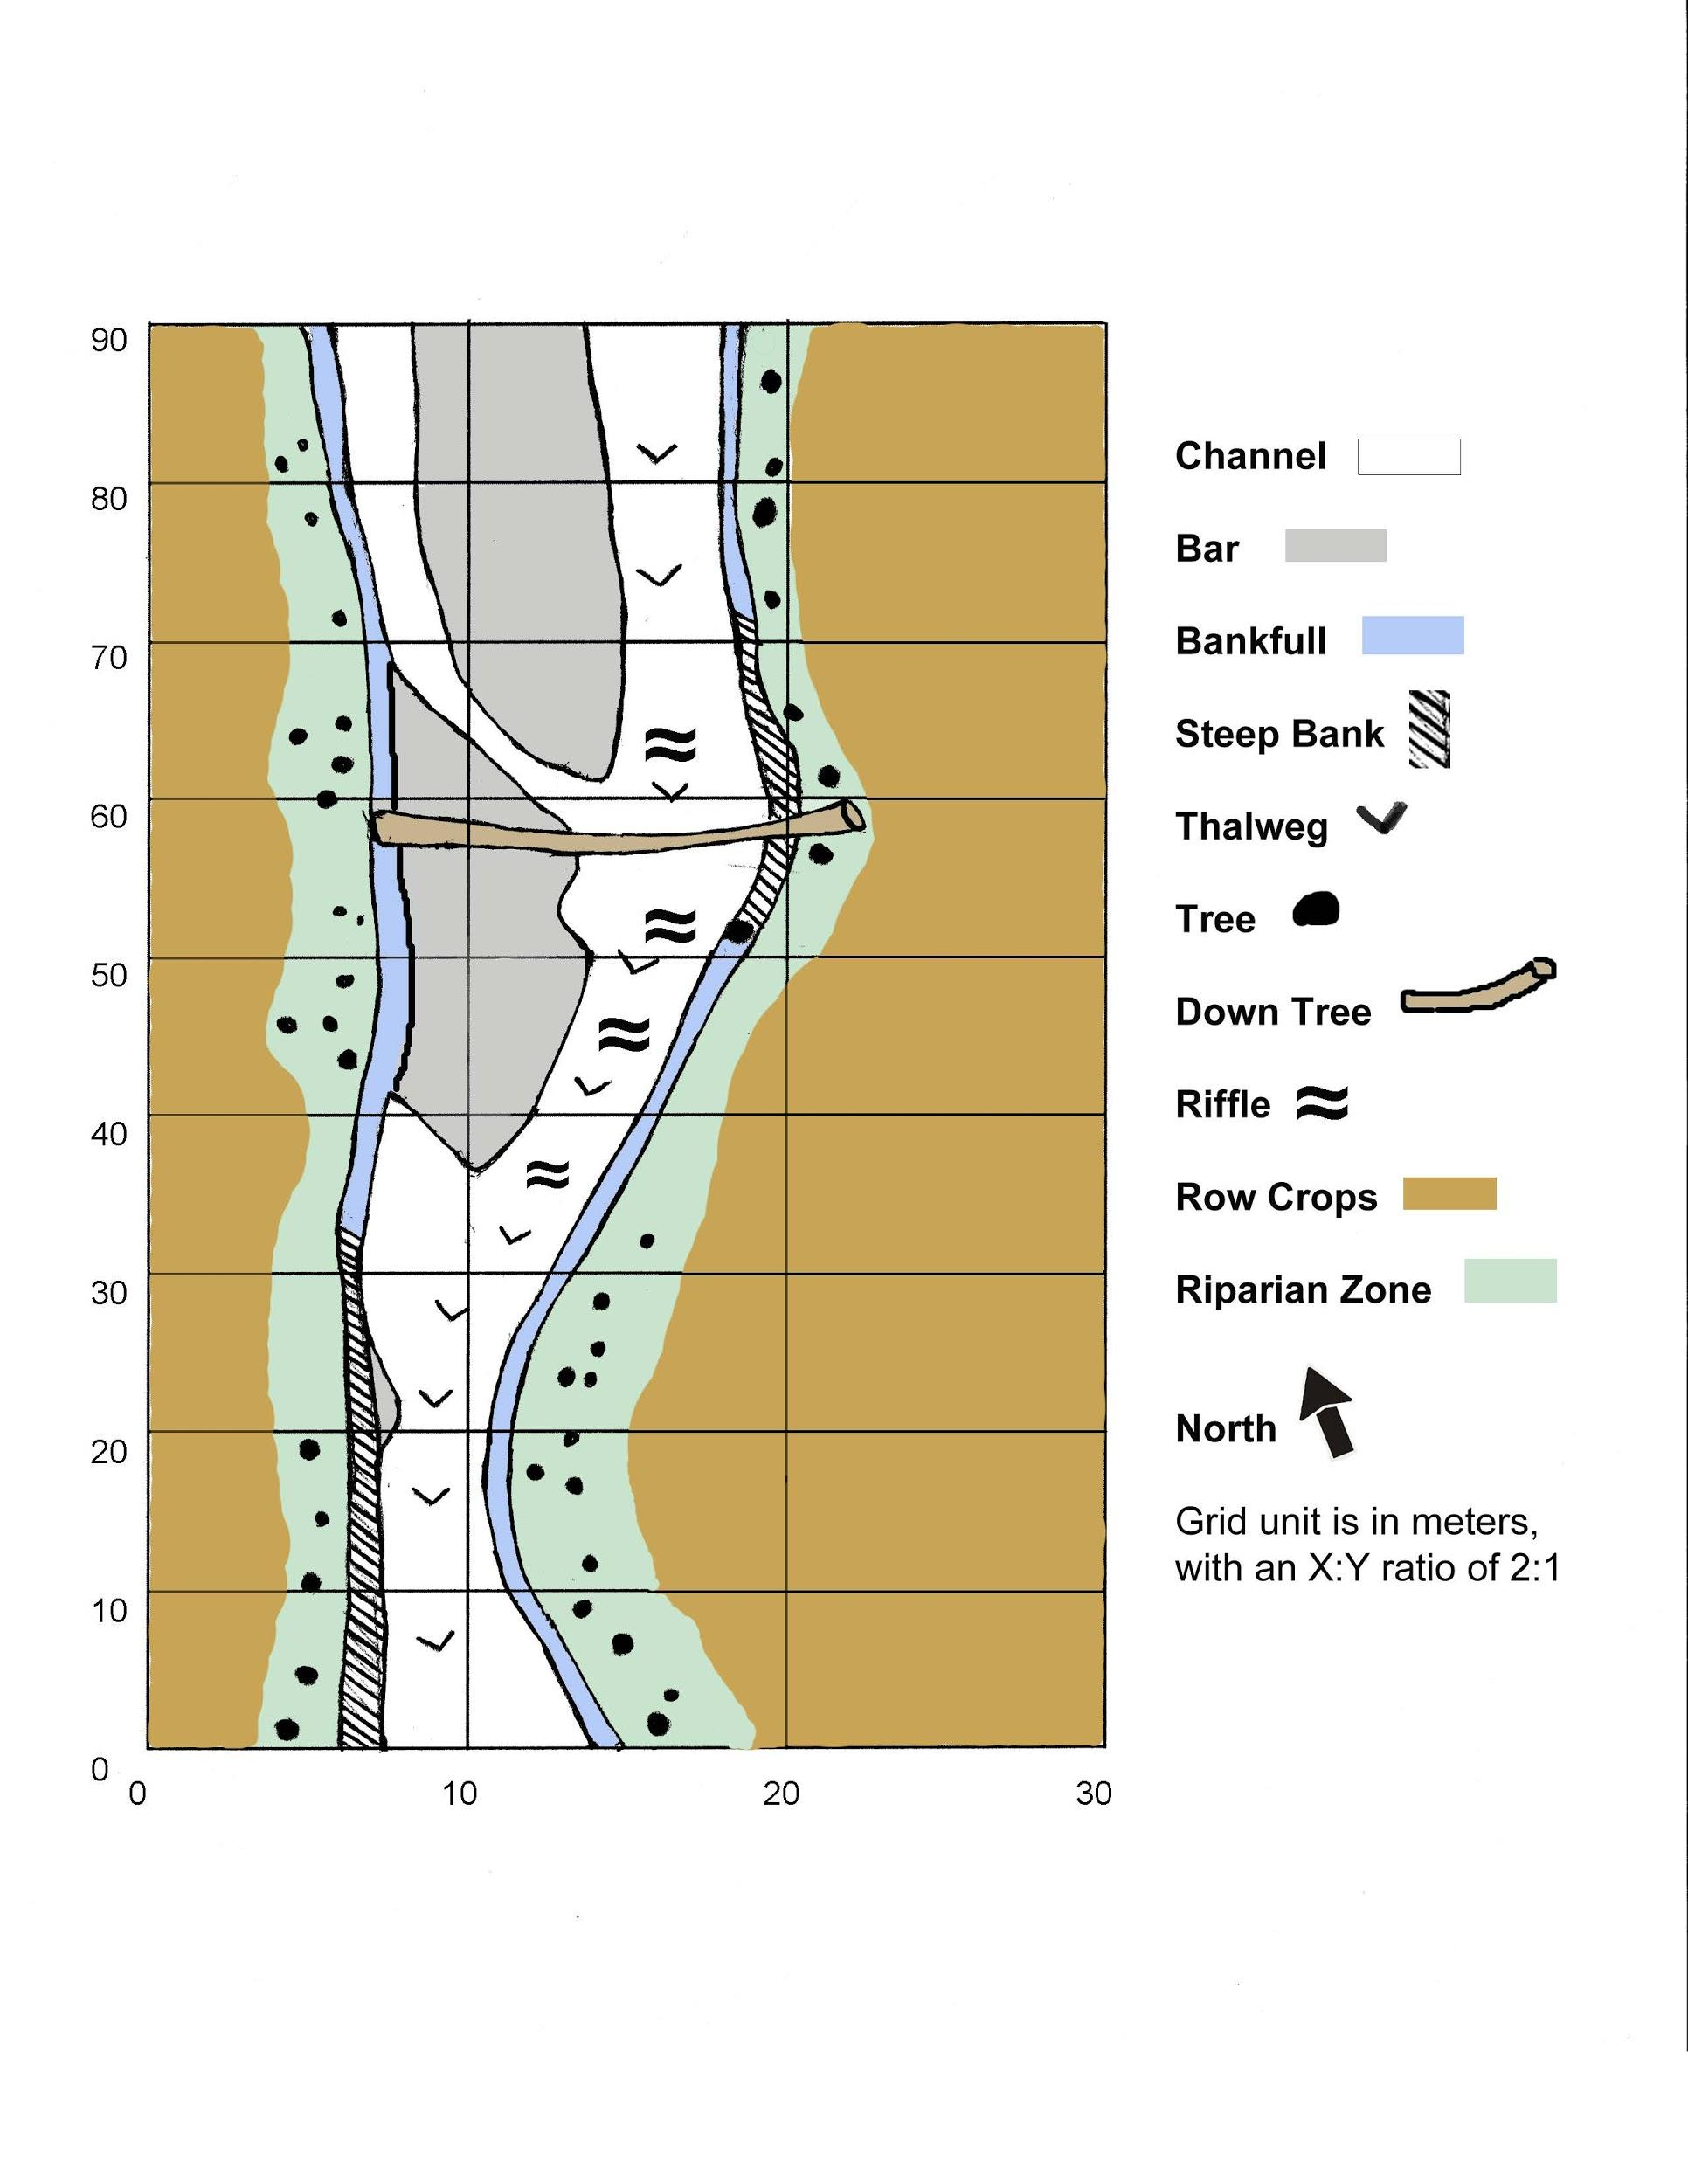 90
80
70
60
50
40
30
20
10
0
0 10 20 30
Channel
Bar
Bankfull
Steep Bank
Thalweg
Tree
Down Tree
Riffle
Row Crops
Riparian Zone
North
Grid unit is in meters,
with an X:Y ratio of 2:1